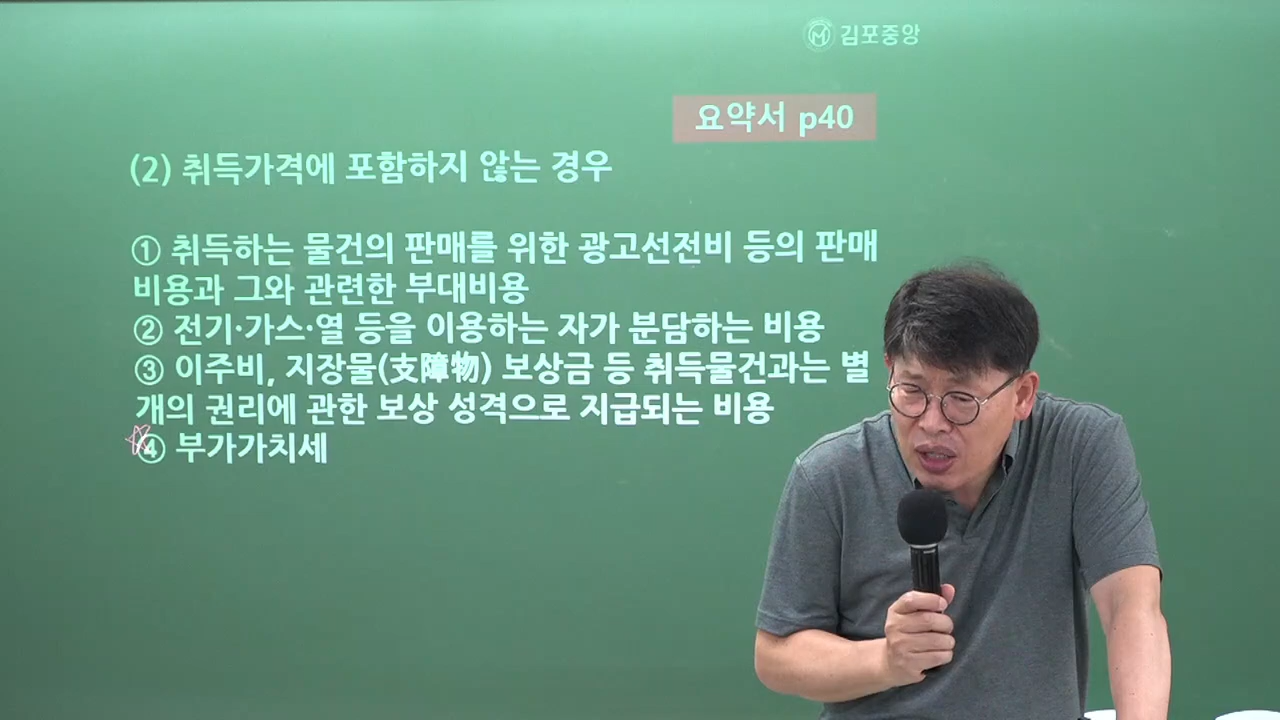 김포중앙
요약서 p40
(2) 취득가격에 포함하지 않는 경우
① 취득하는 물건의 판매를 위한 광고선전비 등의 판매
비용과 그와 관련한 부대비용
② 전기·가스·열 등을 이용하는 자가 분담하는 비용
③ 이주비, 지장물(支障物) 보상금 등 취득물건과는 별
개의 권리에 관한 보상 성격으로 지급되는 비용
④ 부가가치세